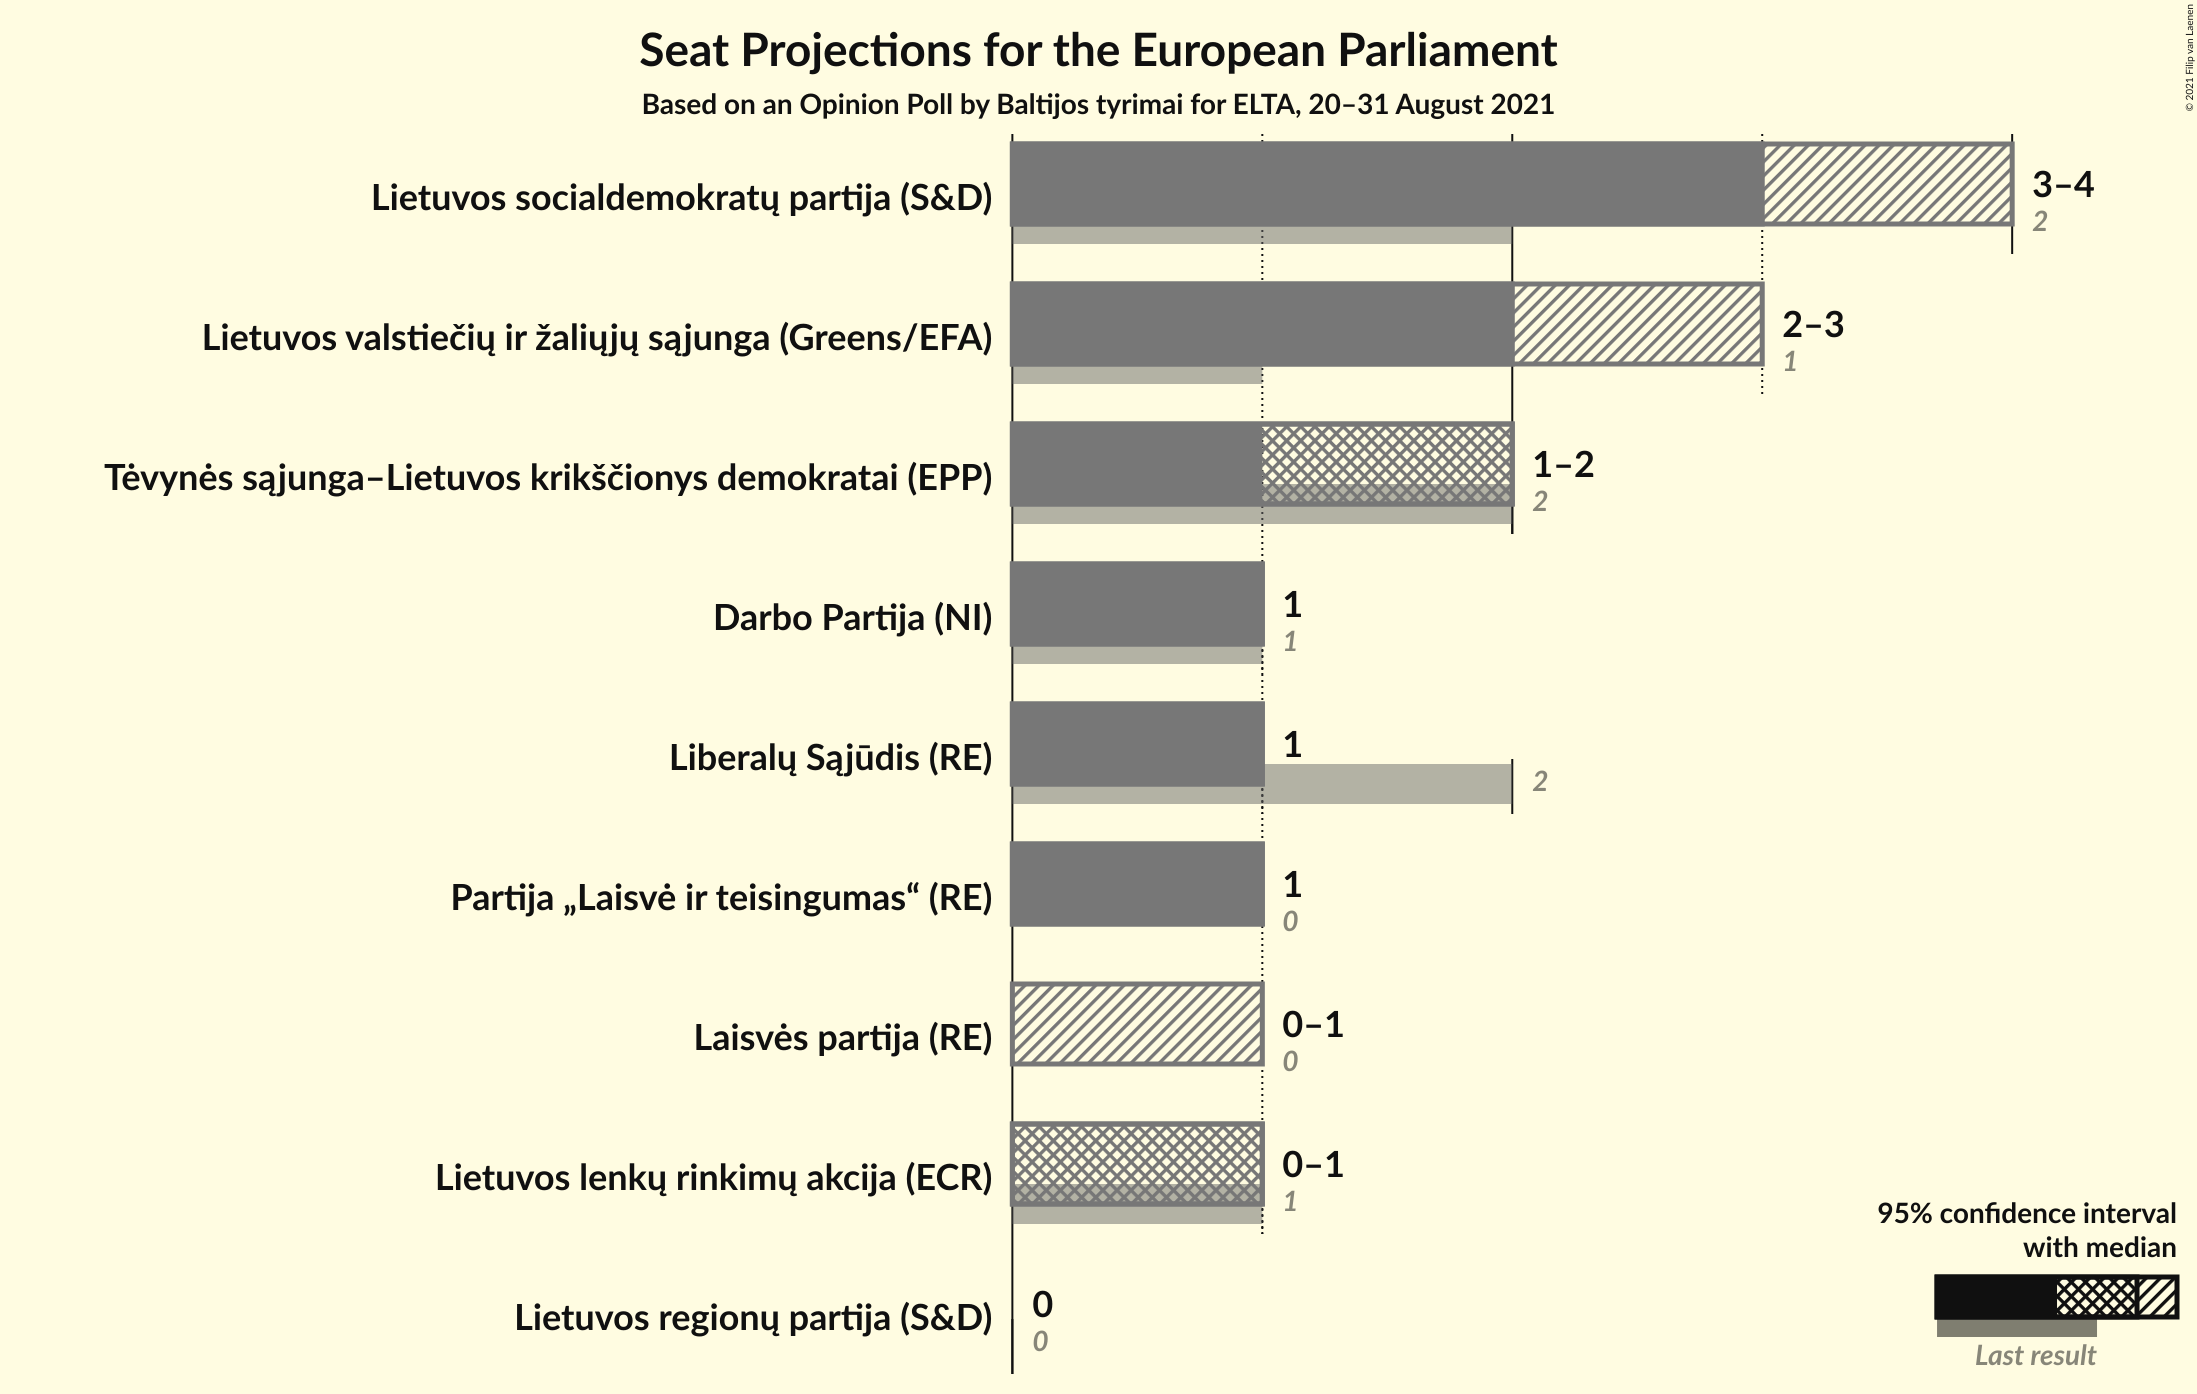 Seat Projections for the European Parliament
Based on an Opinion Poll by Baltijos tyrimai for ELTA, 20–31 August 2021
© 2021 Filip van Laenen
Lietuvos socialdemokratų partija (S&D)
3–4
2
Lietuvos valstiečių ir žaliųjų sąjunga (Greens/EFA)
2–3
1
Tėvynės sąjunga–Lietuvos krikščionys demokratai (EPP)
1–2
2
Darbo Partija (NI)
1
1
Liberalų Sąjūdis (RE)
1
2
Partija „Laisvė ir teisingumas“ (RE)
1
0
Laisvės partija (RE)
0–1
0
Lietuvos lenkų rinkimų akcija (ECR)
0–1
1
Lietuvos regionų partija (S&D)
0
0
95% confidence interval
with median
Last result